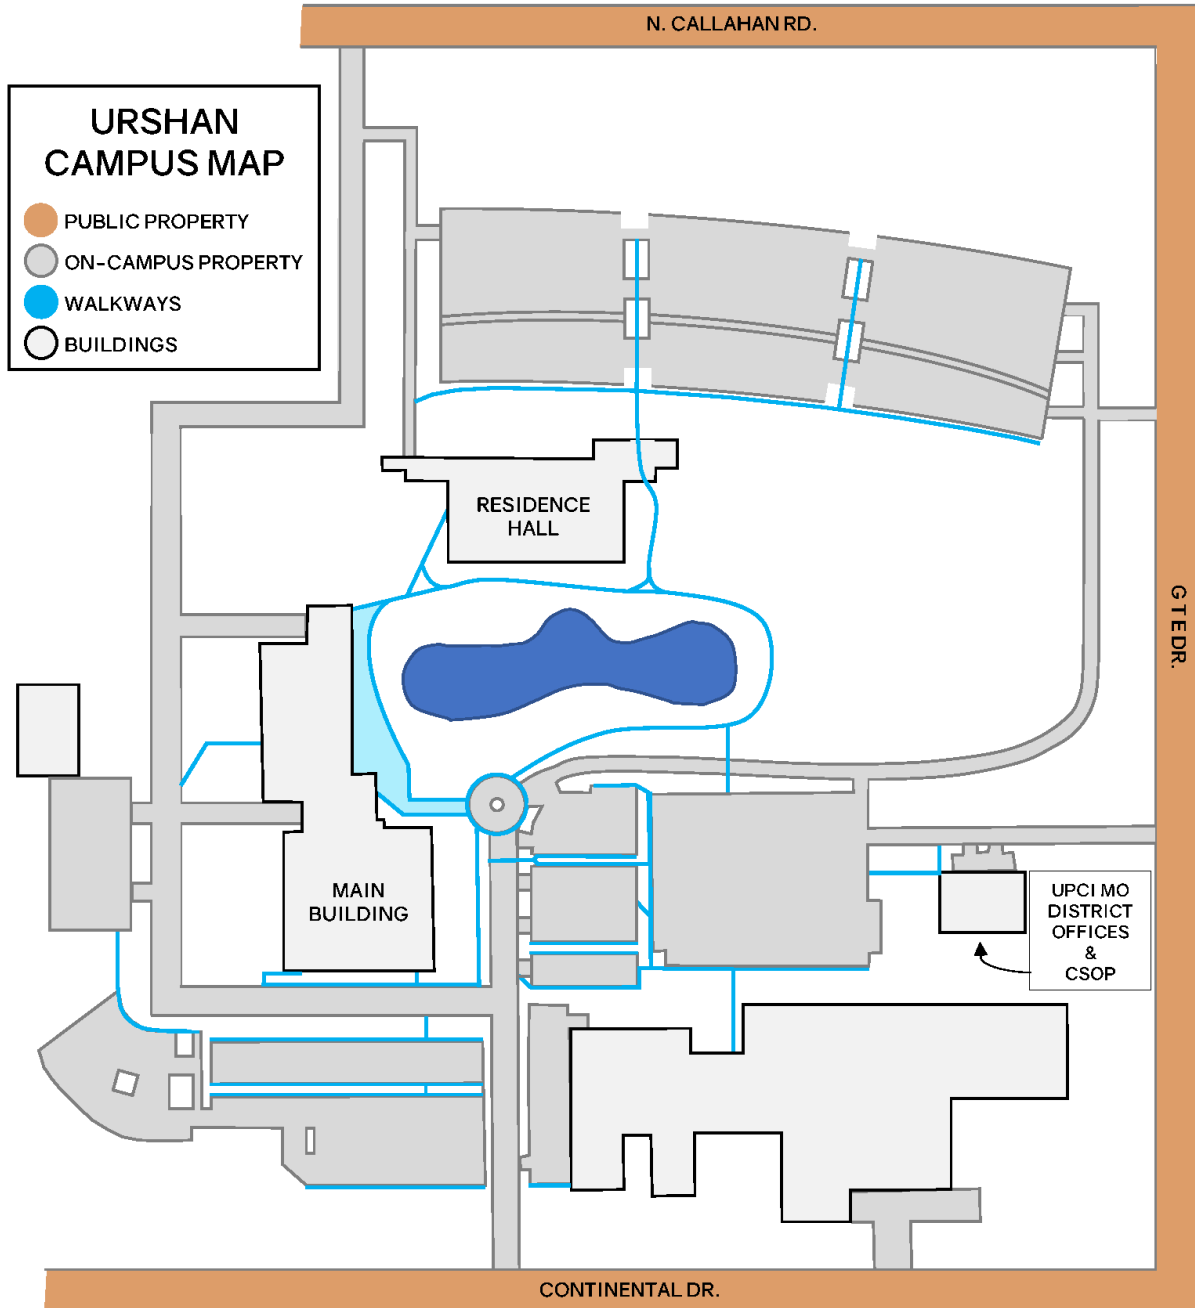 N. CALLAHAN RD.
URSHAN
CAMPUS MAP
PUBLIC PROPERTY
ON-CAMPUS PROPERTY
WALKWAYS
BUILDINGS
RESIDENCE
HALL
GTE DR.
MAIN
BUILDING
UPCI MO
DISTRICT
OFFICES
&
CSOP
CONTINENTAL DR.